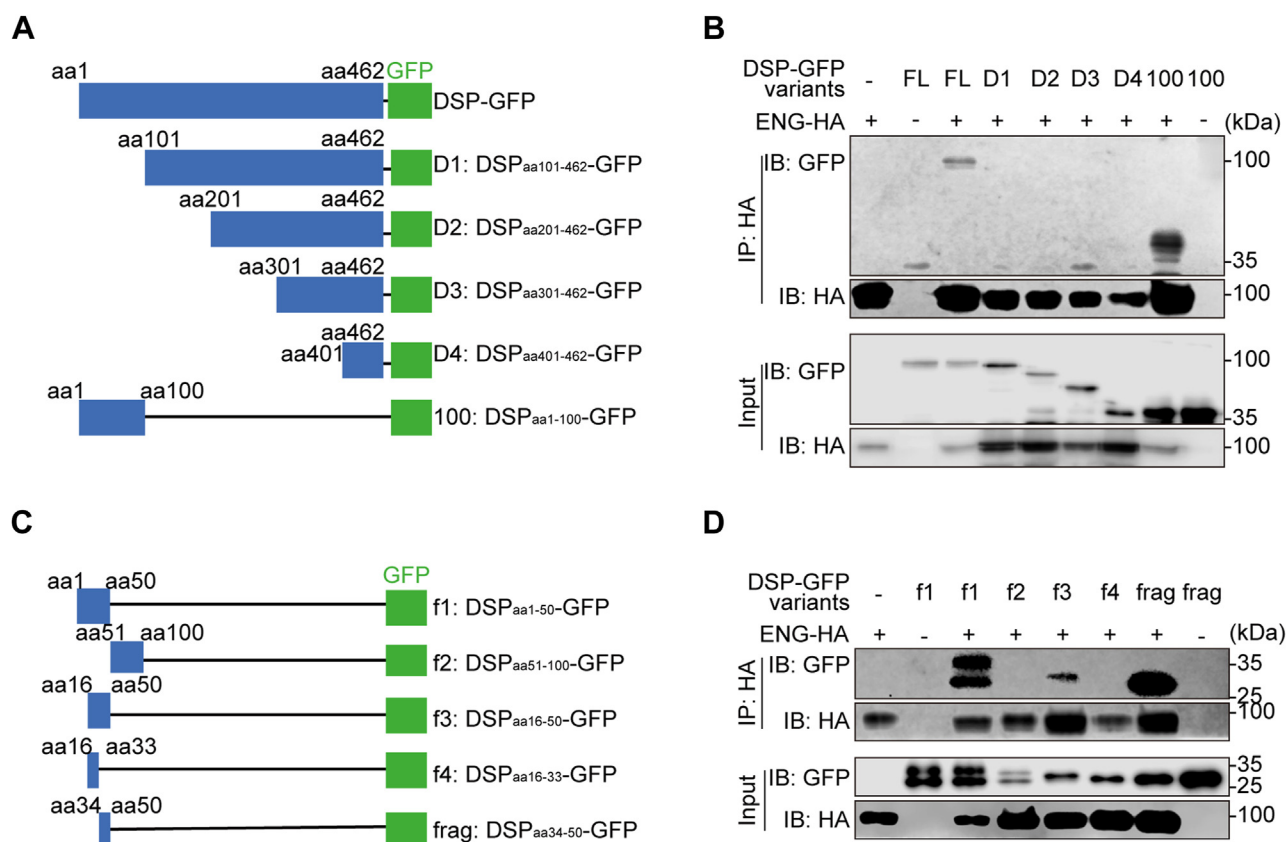 A
aa1 aa462 GFP
DSP-GFP
aa101 aa462
D1: DSPaa101-462-GFP
aa201 aa462
D2: DSPaa201-462-GFP
aa301 aa462
D3: DSPaa301-462-GFP
aa462
aa401
D4: DSPaa401-462-GFP
aa1 aa100
100: DSPaa1-100-GFP
B
DSP-GFP
variants
- FL FL D1 D2 D3 D4 100 100
ENG-HA + - + + + + + + - (kDa)
IP: HA
IB: GFP
100
35
IB: HA
100
Input
IB: GFP
100
35
IB: HA
100
C
GFP
aa1 aa50
f1: DSPaa1-50-GFP
aa51 aa100
f2: DSPaa51-100-GFP
aa16 aa50
f3: DSPaa16-50-GFP
aa16 aa33
f4: DSPaa16-33-GFP
aa34 aa50
frag: DSPaa34-50-GFP
D
DSP-GFP
variants
- f1 f1 f2 f3 f4 frag frag
ENG-HA + - + + + + + - (kDa)
IP: HA
IB: GFP
35
25
IB: HA
100
Input
IB: GFP
35
25
IB: HA
100